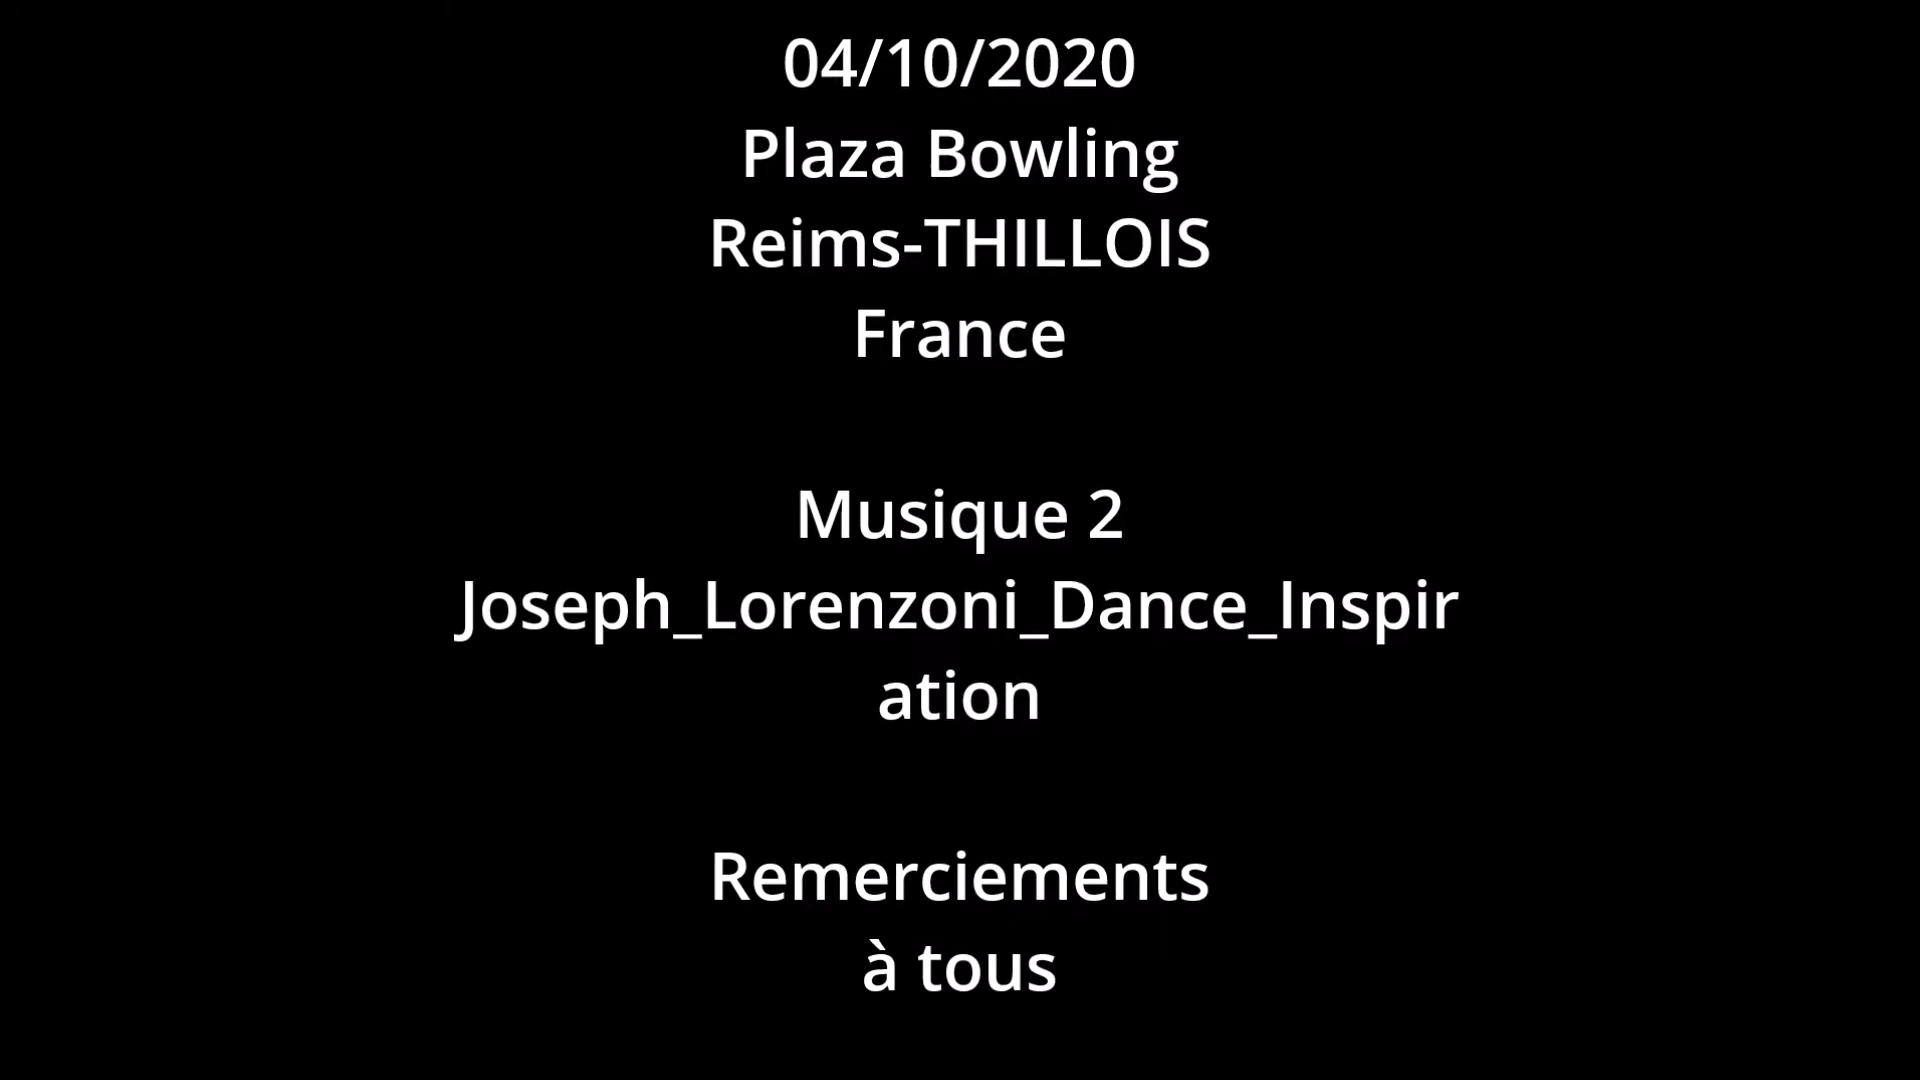 04/10/2020
Plaza Bowling
Reims-THILLOIS
France
Musique 2
Joseph_Lorenzoni_Dance_Inspir
ation
Remerciements
à tous